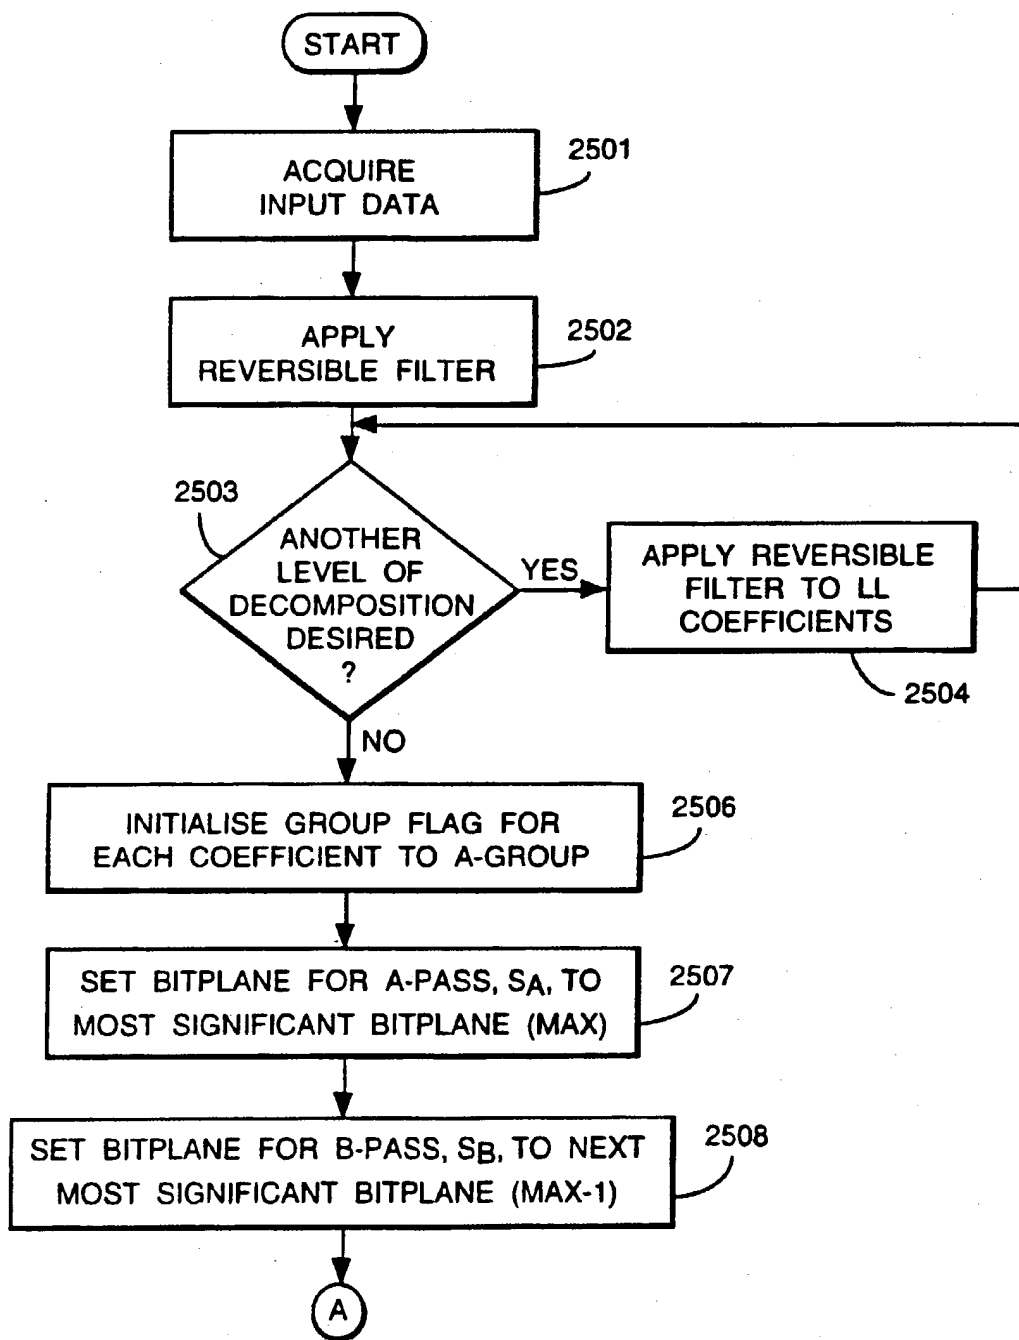 START
ACQUIRE
INPUT DATA
2501
APPLY
REVERSIBLE FILTER
2502
2503
ANOTHER
LEVEL OF
DECOMPOSITION
DESIRED
?
YES
APPLY REVERSIBLE
FILTER TO LL
COEFFICIENTS
2504
NO
INITIALISE GROUP FLAG FOR
EACH COEFFICIENT TO A-GROUP
2506
SET BITPLANE FOR A-PASS, SA, TO
MOST SIGNIFICANT BITPLANE (MAX)
2507
SET BITPLANE FOR B-PASS, SB, TO NEXT
MOST SIGNIFICANT BITPLANE (MAX-1)
2508
A